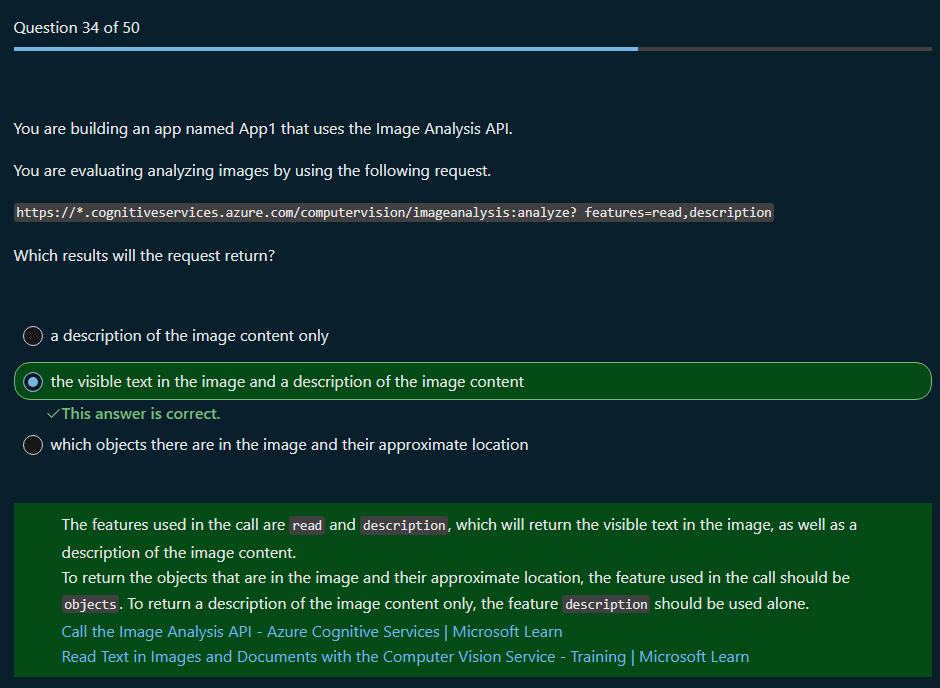 Question 34 of 50
You are building an app named App1 that uses the Image Analysis API.
You are evaluating analyzing images by using the following request.
https://*.cognitiveservices.azure.com/computervision/imageanalysis:analyze? features=read,description
Which results will the request return?
a description of the image content only
the visible text in the image and a description of the image content
✓This answer is correct.
which objects there are in the image and their approximate location
The features used in the call are read and description, which will return the visible text in the image, as well as a
description of the image content.
To return the objects that are in the image and their approximate location, the feature used in the call should be
objects. To return a description of the image content only, the feature description should be used alone.
Call the Image Analysis API - Azure Cognitive Services | Microsoft Learn
Read Text in Images and Documents with the Computer Vision Service - Training | Microsoft Learn